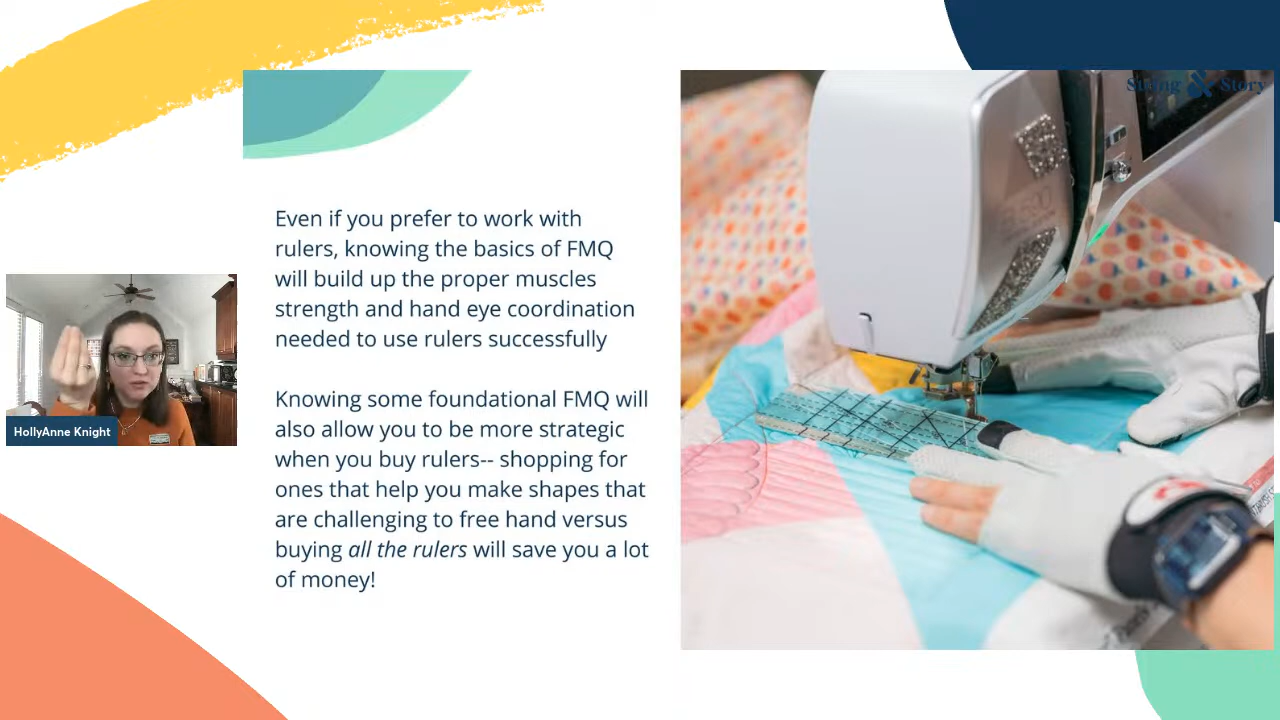 String & Story
Even if you prefer to work with
rulers, knowing the basics of FMQ
will build up the proper muscles
strength and hand eye coordination
needed to use rulers successfully
Knowing some foundational FMQ will
also allow you to be more strategic
when you buy rulers-- shopping for
ones that help you make shapes that
are challenging to free hand versus
buying all the rulers will save you a lot
of money!
HollyAnne Knight